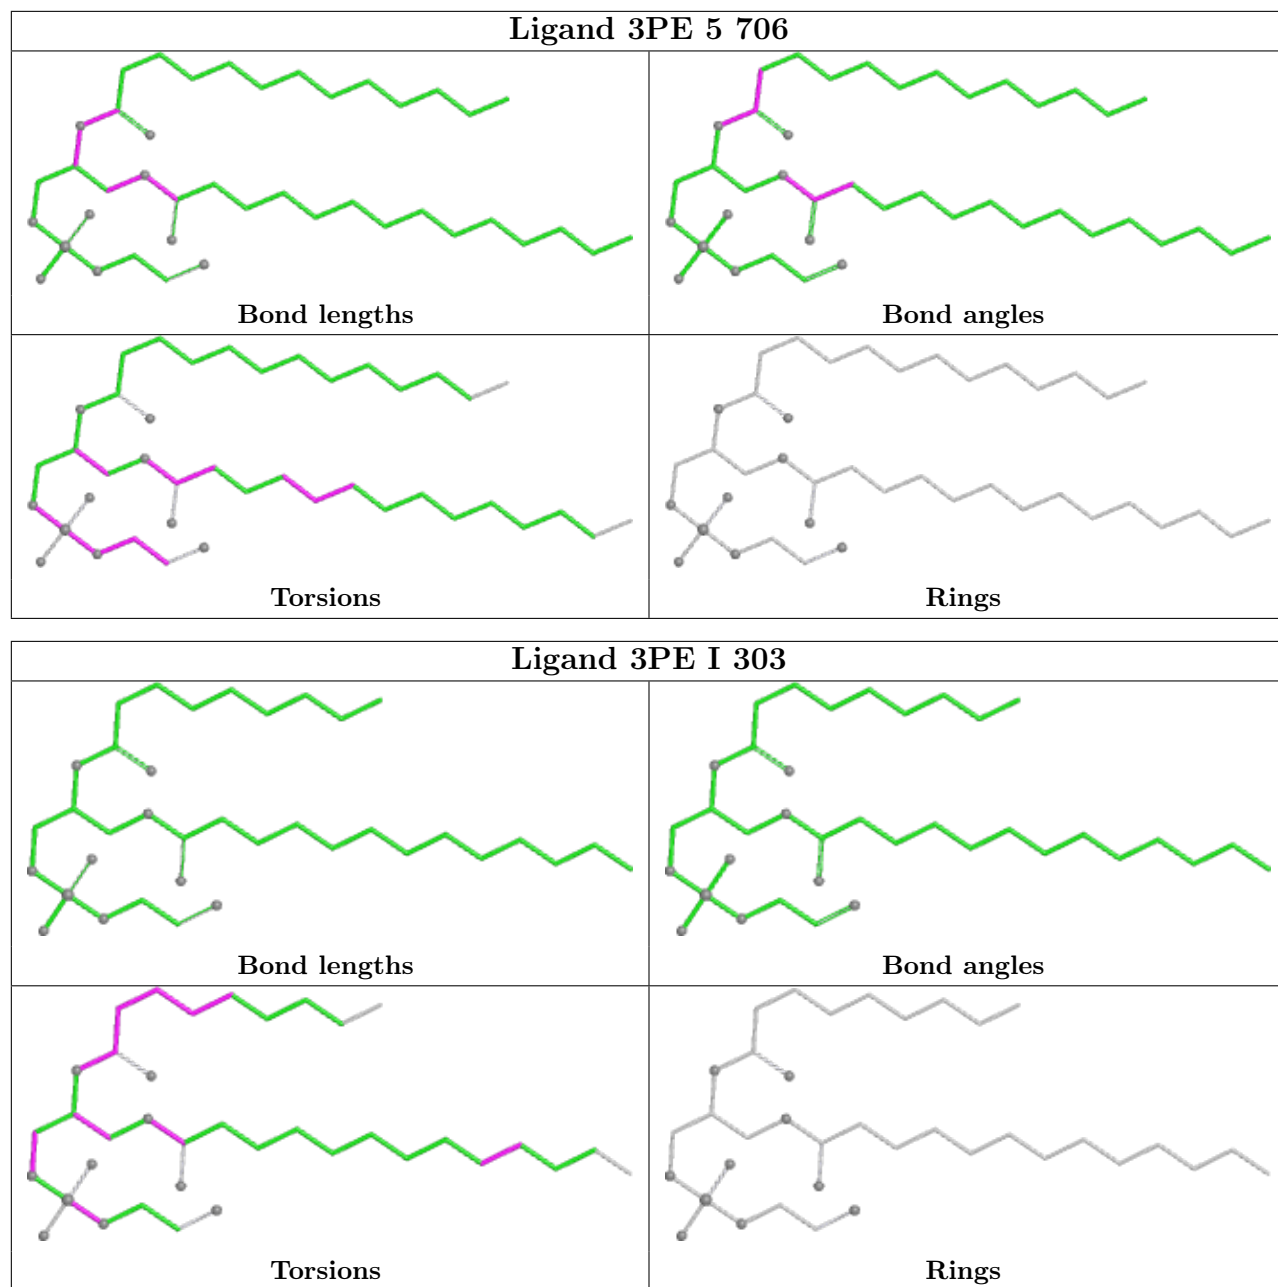 Ligand 3PE 5 706
Bond lengths
Bond angles
Torsions
Rings
Ligand 3PE I 303
Bond lengths
Bond angles
Torsions
Rings